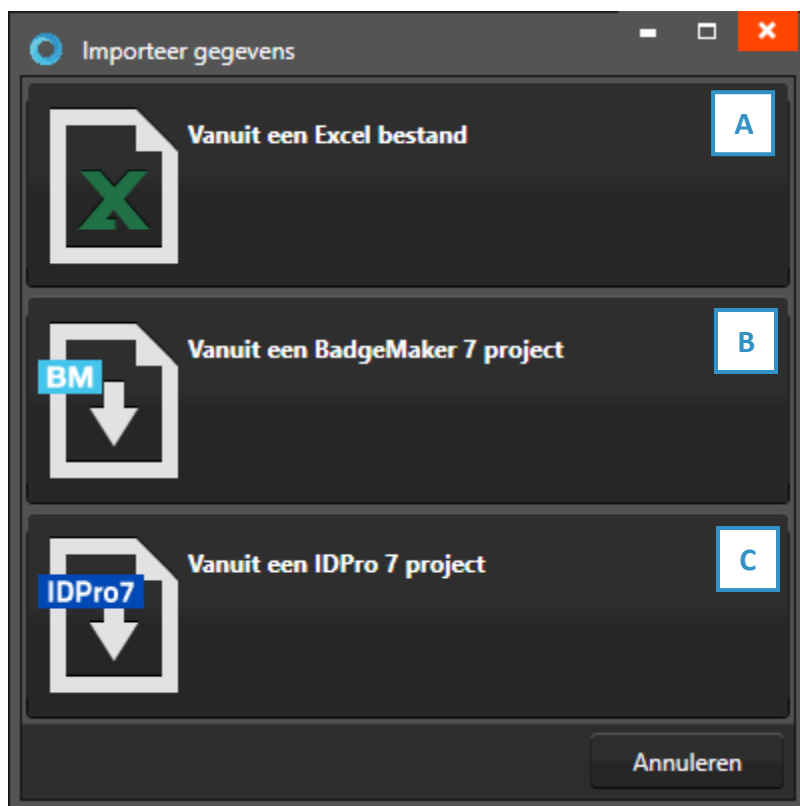 Importeer gegevens
Vanuit een Excel bestand
A
X
Vanuit een BadgeMaker 7 project
B
BM
Vanuit een IDPro 7 project
C
IDPro7
Annuleren